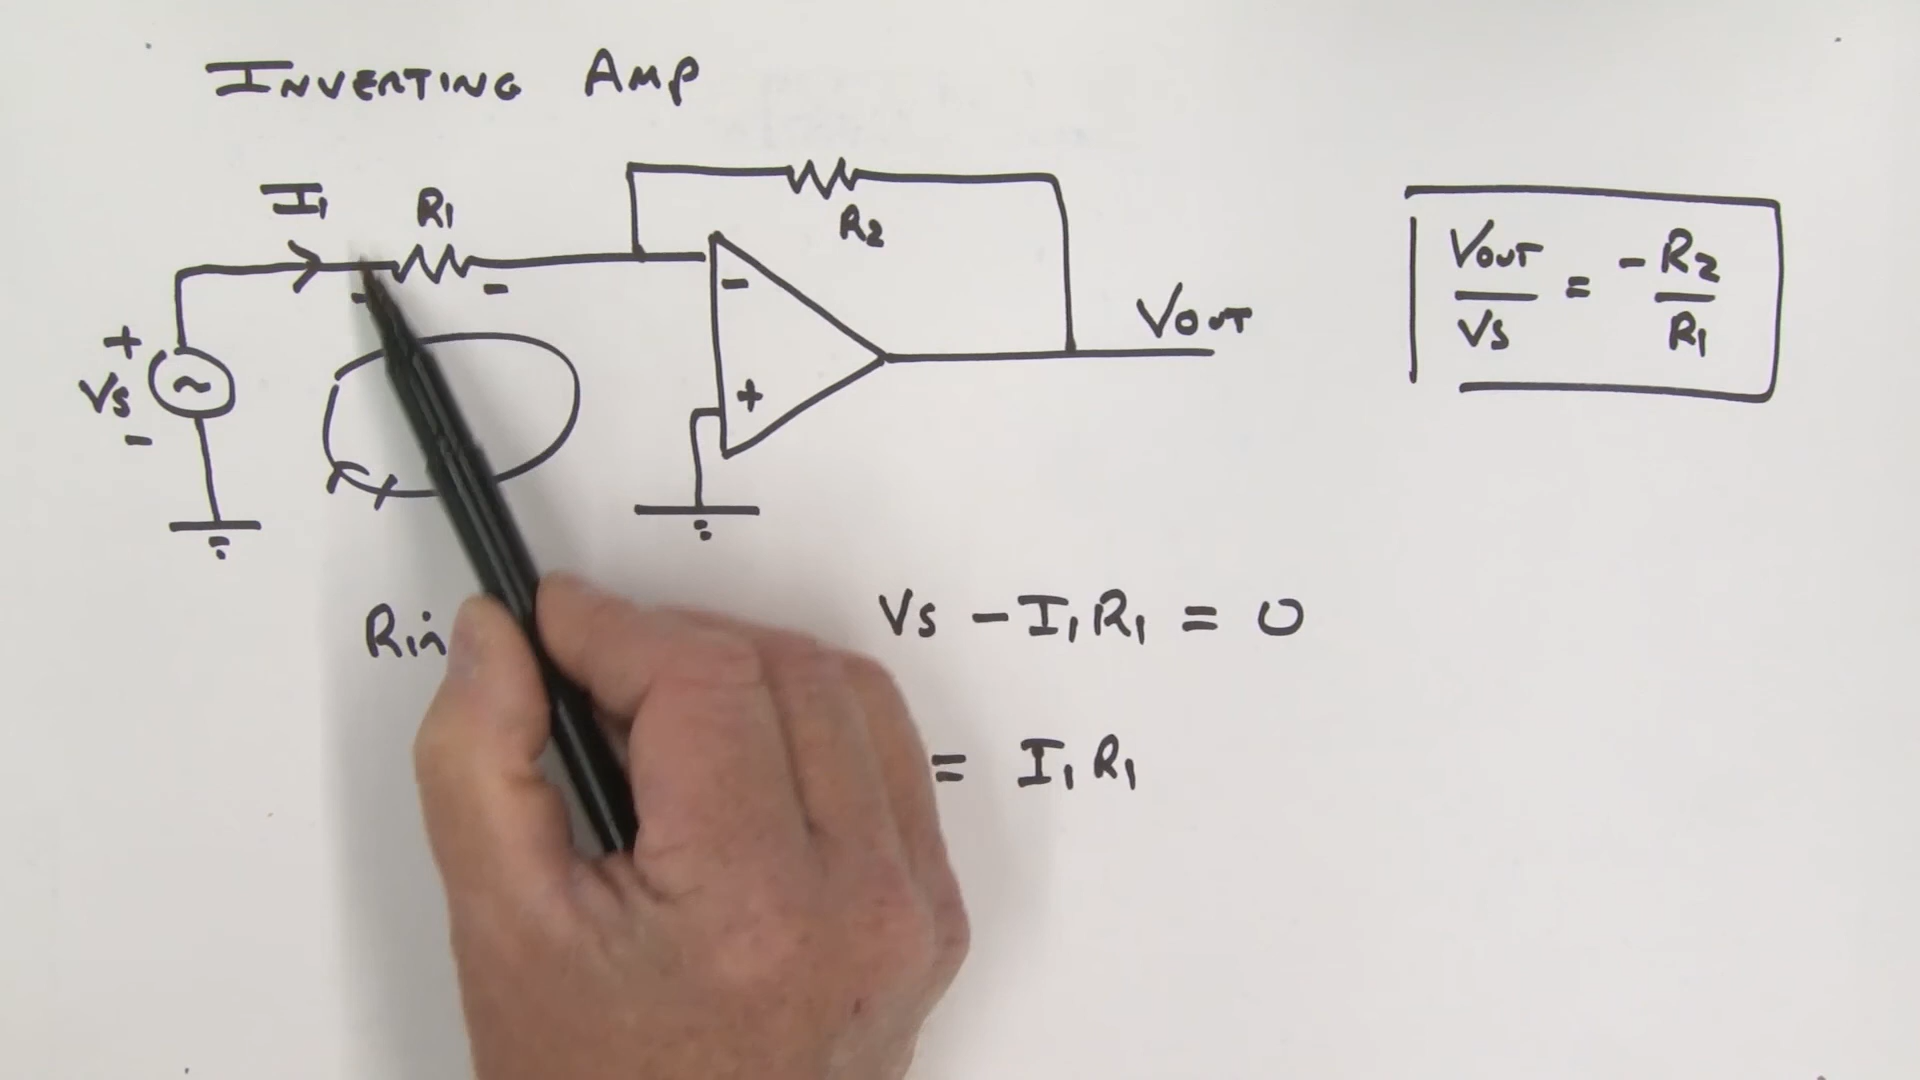 INVERTING AMP
I1
R1
R2
-
-
+
VS
-
~
-
+
VOUT
VOUT
VS
= -R2
R1
Rin
VS - I1R1 = 0
= I1R1